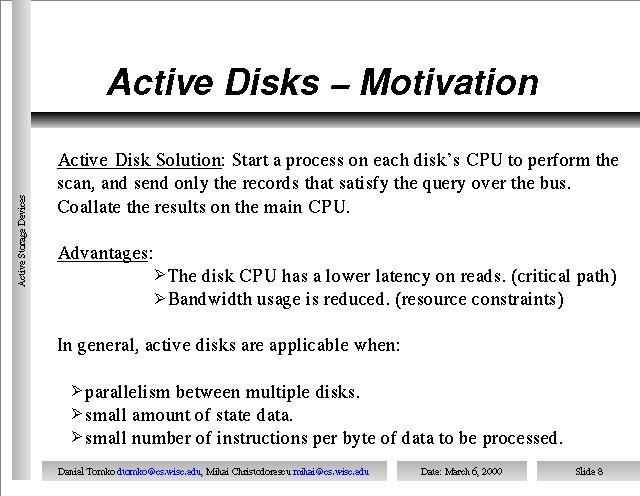 Active Disks – Motivation
Active Disk Solution: Start a process on each disk's CPU to perform the
scan, and send only the records that satisfy the query over the bus.
Coallate the results on the main CPU.
Advantages:
➢The disk CPU has a lower latency on reads. (critical path)
➢Bandwidth usage is reduced. (resource constraints)
In general, active disks are applicable when:
➢parallelism between multiple disks.
➢small amount of state data.
➢small number of instructions per byte of data to be processed.
Active Storage Devices
Daniel Tomko dtomko@cs.wisc.edu, Mihai Christodorescu mihai@cs.wisc.edu
Date: March 6, 2000
Slide 8